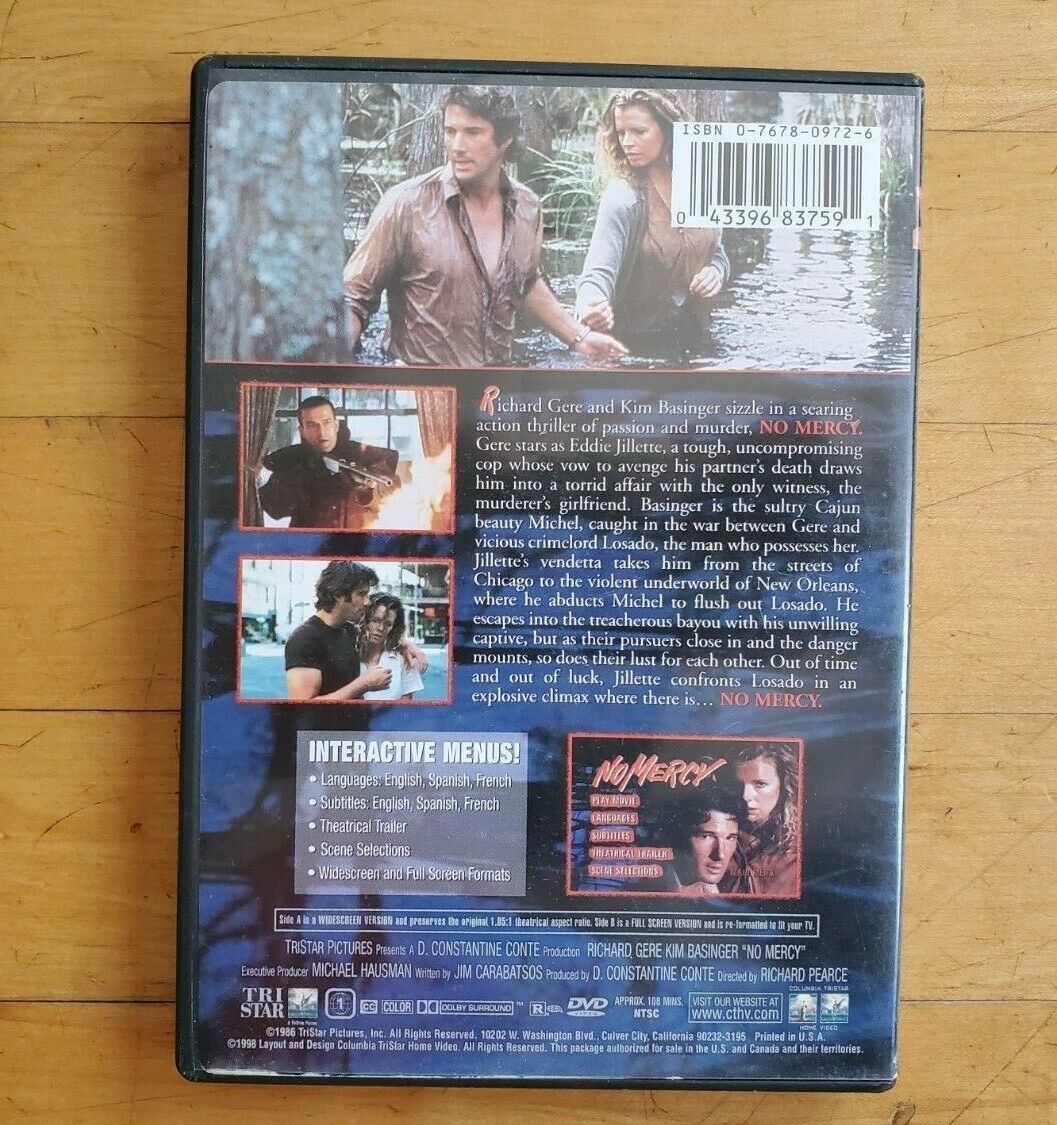 ISBN 0-7678-0972-6
0 43396 83759 1
Richard Gere and Kim Basinger sizzle in a searing
action thriller of passion and murder, NO MERCY.
Gere stars as Eddie Jillette, a tough, uncompromising
cop whose vow to avenge his partner's death draws
him into a torrid affair with the only witness, the
murderer's girlfriend. Basinger is the sultry Cajun
beauty Michel, caught in the war between Gere and
vicious crimelord Losado, the man who possesses her.
Jillette's vendetta takes him from the streets of
Chicago to the violent underworld of New Orleans,
where he abducts Michel to flush out Losado. He
escapes into the treacherous bayou with his unwilling
captive, but as their pursuers close in and the danger
mounts, so does their lust for each other. Out of time
and out of luck, Jillette confronts Losado in an
explosive climax where there is... NO MERCY.
INTERACTIVE MENUS!
• Languages: English, Spanish, French
• Subtitles: English, Spanish, French
• Theatrical Trailer
• Scene Selections
• Widescreen and Full Screen Formats
NO MERCY
PLAY MOVIE
LANGUAGES
SUBTITLES
THEATRICAL TRAILER
SCENE SELECTIONS
MAIN MENU
Side A is a WIDESCREEN VERSION and preserves the original 1.85:1 theatrical aspect ratio. Side B is a FULL SCREEN VERSION and is re-formatted to fit your TV.
TRISTAR PICTURES Presents A D. CONSTANTINE CONTE Production RICHARD GERE KIM BASINGER "NO MERCY"
Executive Producer MICHAEL HAUSMAN Written by JIM CARABATSOS Produced by D. CONSTANTINE CONTE Directed by RICHARD PEARCE
TRI STAR 1 CC COLOR DOLBY SURROUND ™ R DVD VIDEO APPROX. 108 MINS. NTSC VISIT OUR WEBSITE AT www.cthv.com COLUMBIA TRISTAR HOME VIDEO
©1986 TriStar Pictures, Inc. All Rights Reserved. 10202 W. Washington Blvd., Culver City, California 90232-3195 Printed in U.S.A.
©1998 Layout and Design Columbia TriStar Home Video. All Rights Reserved. This package authorized for sale in the U.S. and Canada and their territories.